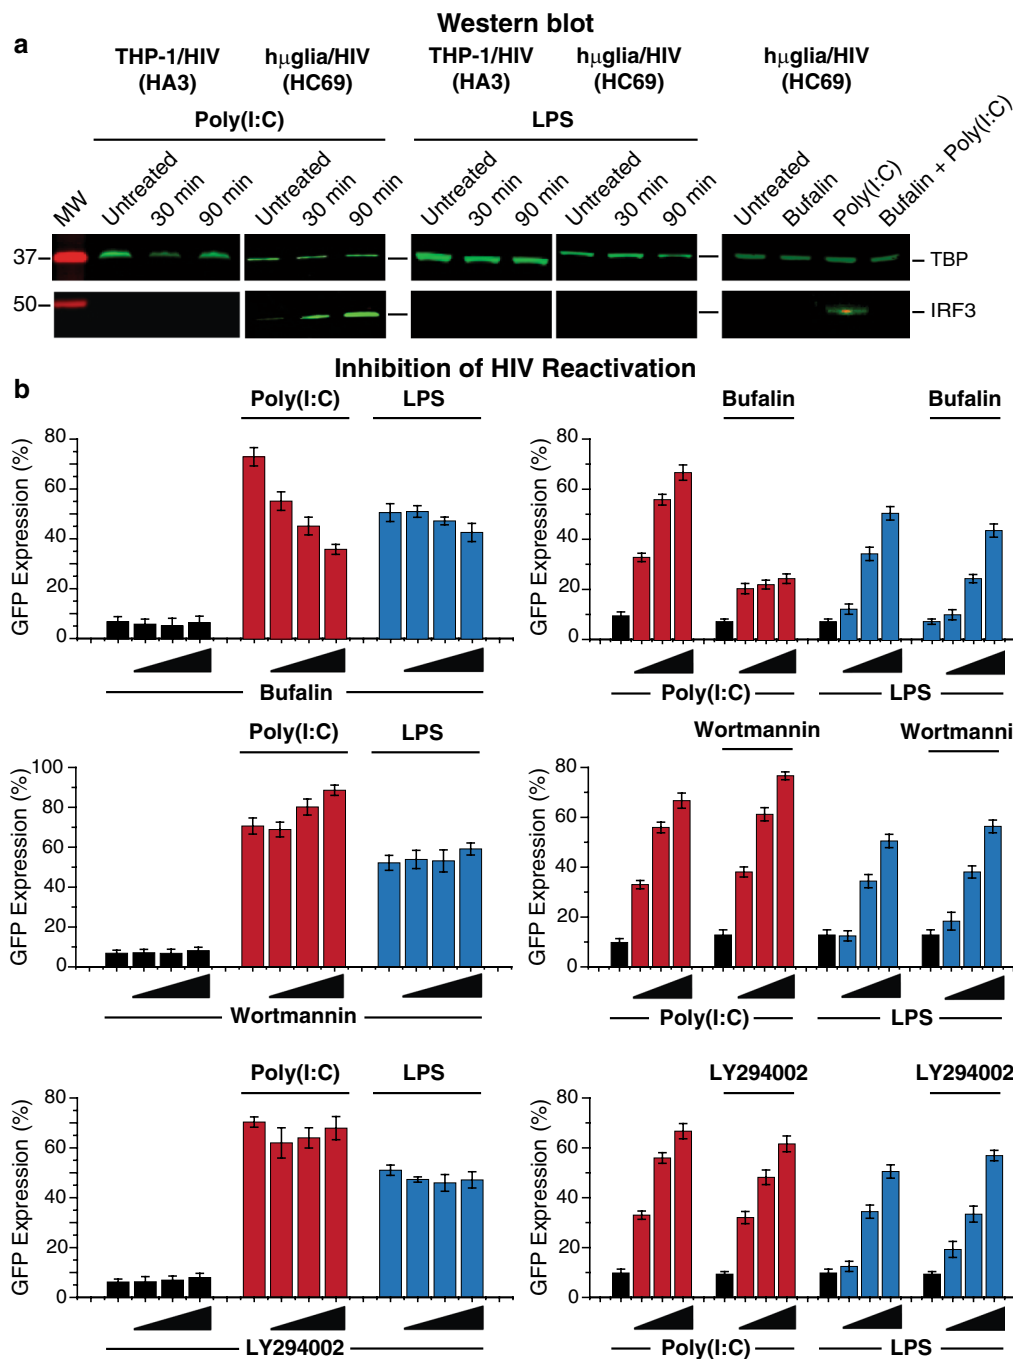 Western blot
a
THP-1/HIV (HA3)
hµglia/HIV (HC69)
THP-1/HIV (HA3)
hµglia/HIV (HC69)
hµglia/HIV (HC69)
Poly(I:C)
LPS
MW
Untreated
30 min
90 min
Untreated
30 min
90 min
Untreated
30 min
90 min
Untreated
30 min
90 min
Untreated
Bufalin
Poly(I:C)
Bufalin + Poly(I:C)
37
TBP
50
IRF3
Inhibition of HIV Reactivation
b
Poly(I:C)
LPS
GFP Expression (%)
80
60
40
20
0
Bufalin
Bufalin
Bufalin
GFP Expression (%)
80
60
40
20
0
Poly(I:C)
LPS
Poly(I:C)
LPS
GFP Expression (%)
100
80
60
40
20
0
Wortmannin
Wortmannin
Wortmanni
GFP Expression (%)
80
60
40
20
0
Poly(I:C)
LPS
Poly(I:C)
LPS
GFP Expression (%)
80
60
40
20
0
LY294002
LY294002
LY294002
GFP Expression (%)
80
60
40
20
0
Poly(I:C)
LPS